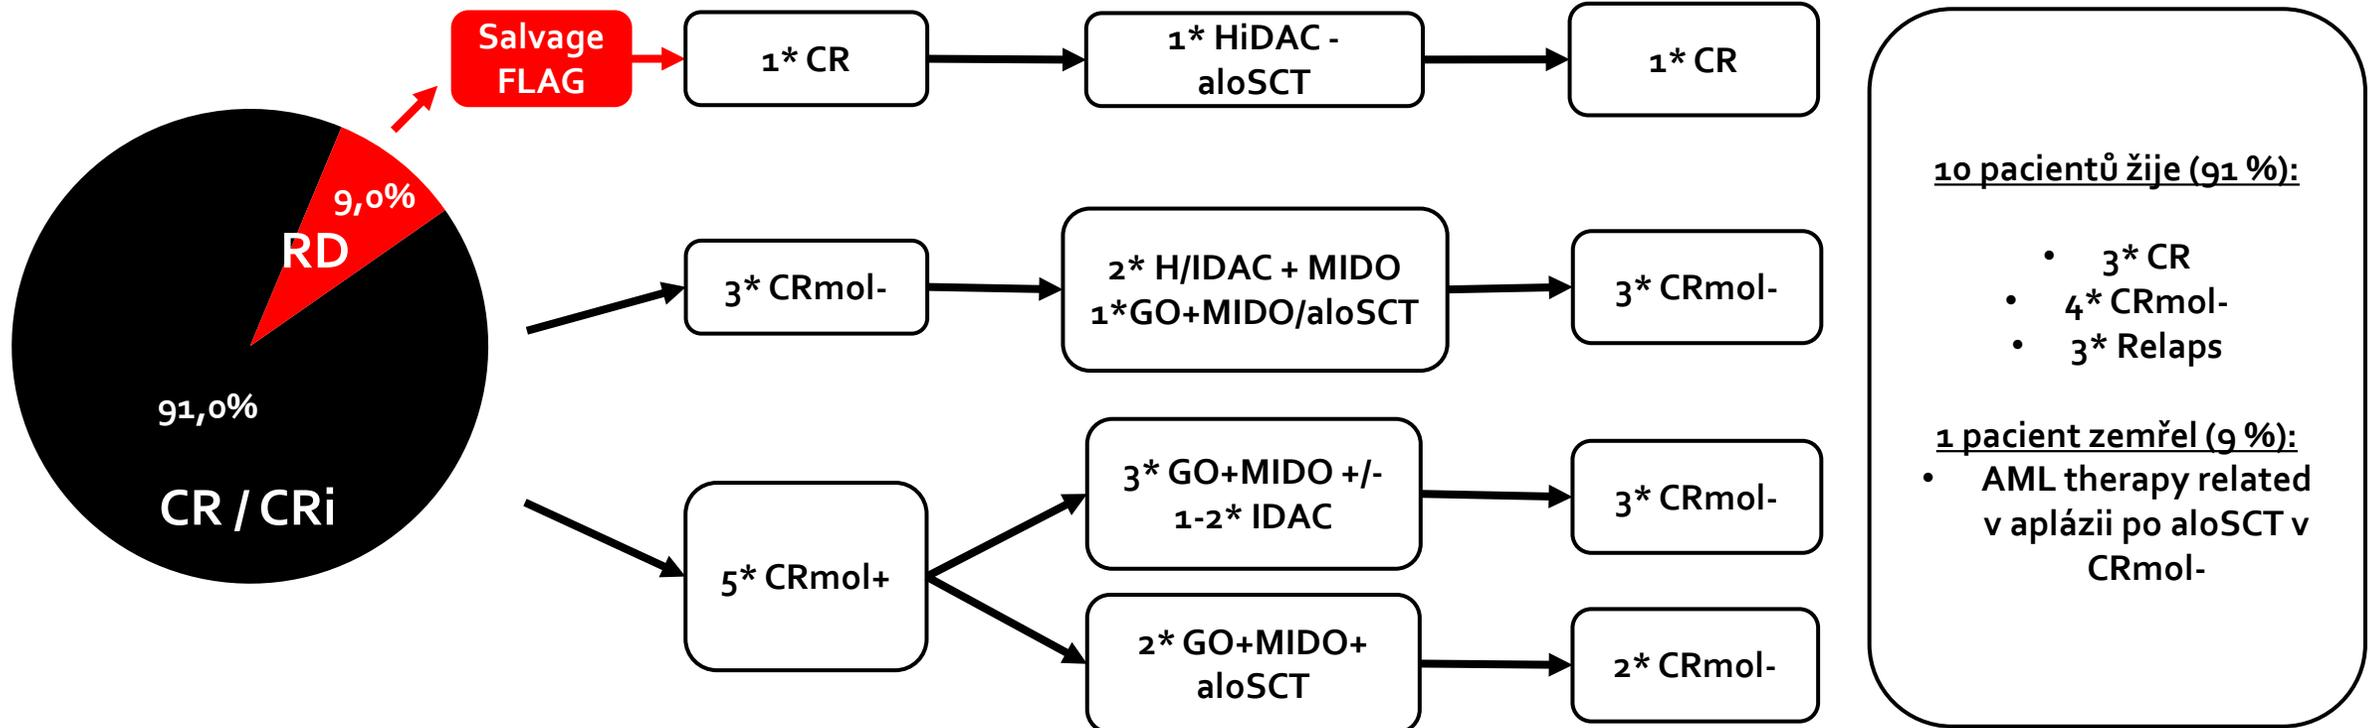 Salvage
FLAG
1* CR
1* HiDAC -
aloSCT
1* CR
9,0%
RD
91,0%
CR / CRi
3* CRmol-
2* H/IDAC + MIDO
1*GO+MIDO/aloSCT
3* CRmol-
5* CRmol+
3* GO+MIDO +/-
1-2* IDAC
3* CRmol-
2* GO+MIDO+
aloSCT
2* CRmol-
10 pacientů žije (91 %):
• 3* CR
• 4* CRmol-
• 3* Relaps
1 pacient zemřel (9 %):
• AML therapy related
v aplázii po aloSCT v
CRmol-